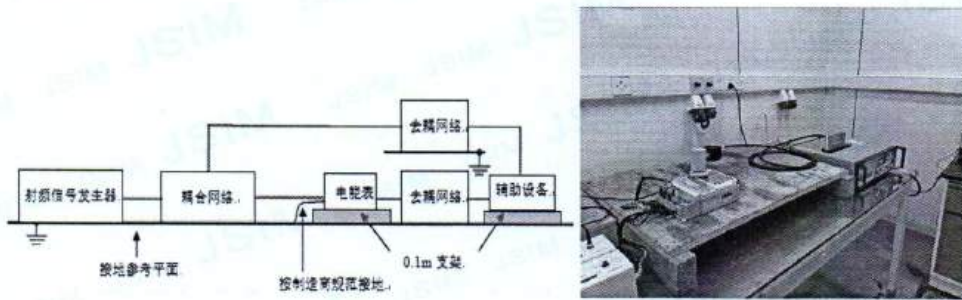 去耦网络
射频信号发生器
耦合网络
电能表
去耦网络
辅助设备
接地参考平面
0.1m 支架
按制造商规范接地